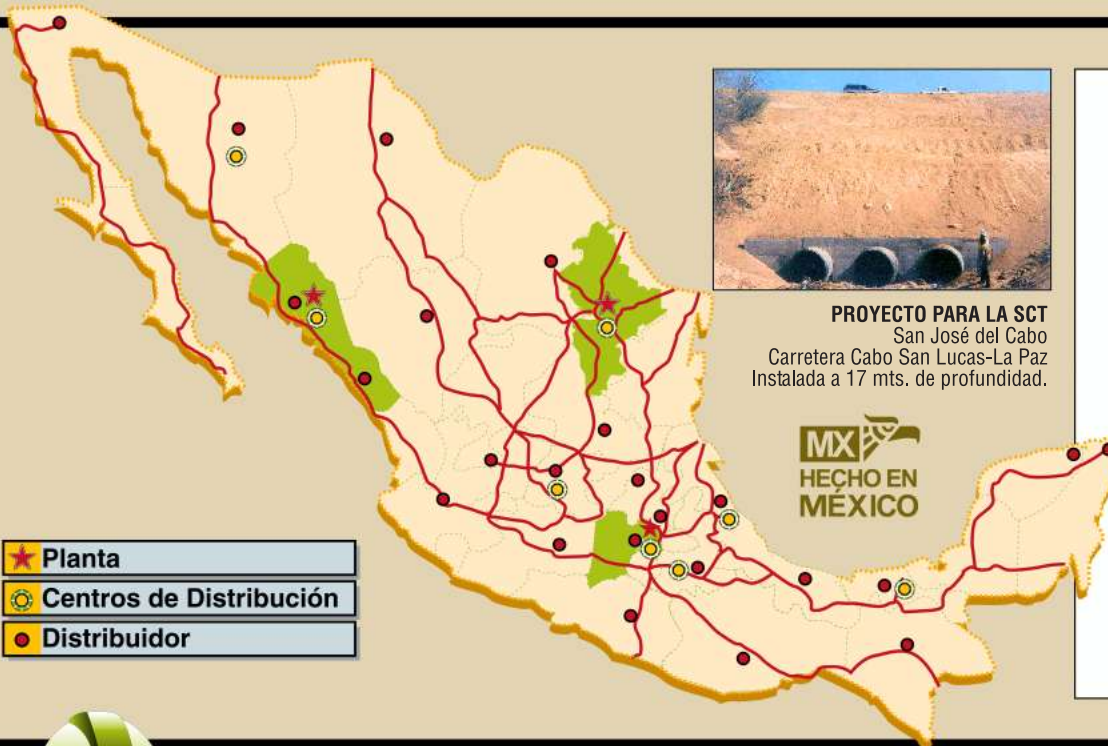 PROYECTO PARA LA SCT
San José del Cabo
Carretera Cabo San Lucas-La Paz
Instalada a 17 mts. de profundidad.
MX
HECHO EN
MÉXICO
Planta
Centros de Distribución
Distribuidor